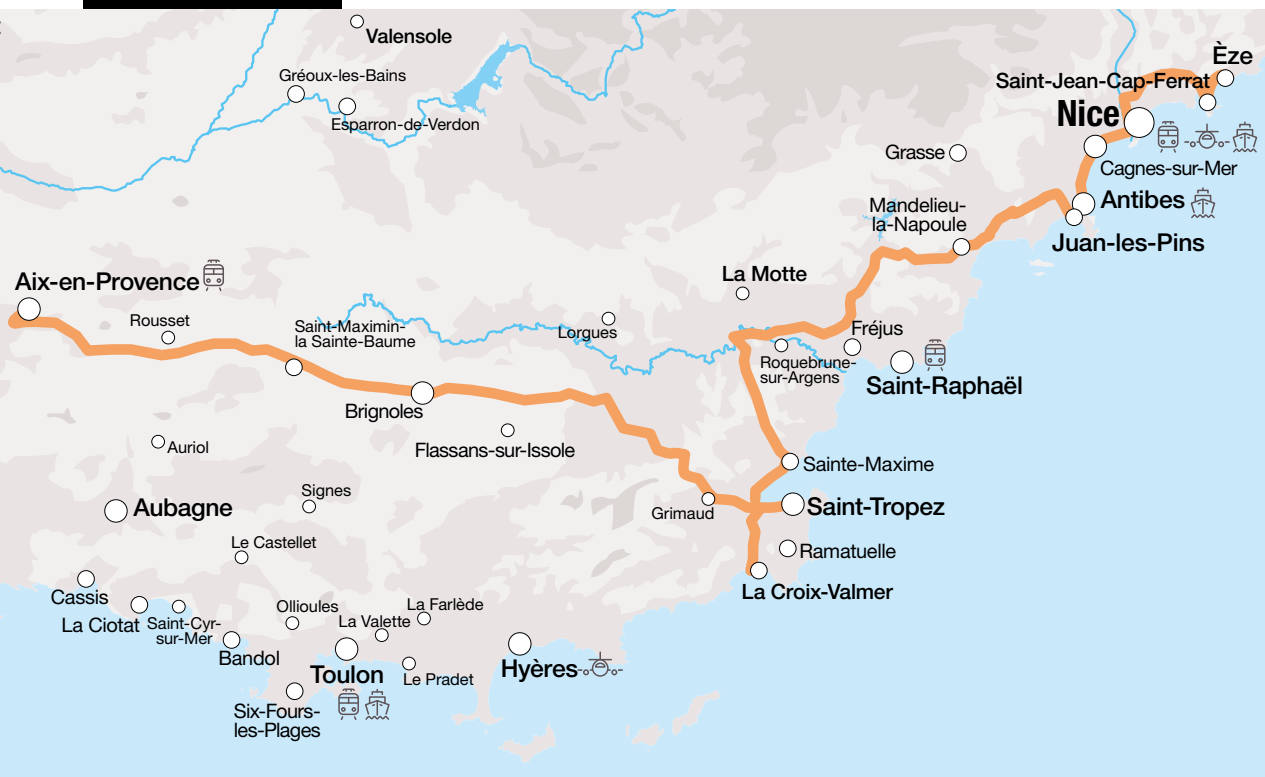 Valensole
Èze
Gréoux-les-Bains
Saint-Jean-Cap-Ferrat
Nice
Esparron-de-Verdon
Grasse
Cagnes-sur-Mer
Antibes
Mandelieu-
la-Napoule
Juan-les-Pins
La Motte
Aix-en-Provence
Rousset
Saint-Maximin-
la Sainte-Baume
Lorgues
Fréjus
Roquebrune-
sur-Argens
Saint-Raphaël
Brignoles
Auriol
Flassans-sur-Issole
Sainte-Maxime
Signes
Aubagne
Grimaud
Saint-Tropez
Le Castellet
Ramatuelle
Cassis
La Croix-Valmer
La Ciotat
Saint-Cyr-
sur-Mer
Ollioules
La Farlède
La Valette
Bandol
Toulon
Le Pradet
Hyères
Six-Fours-
les-Plages